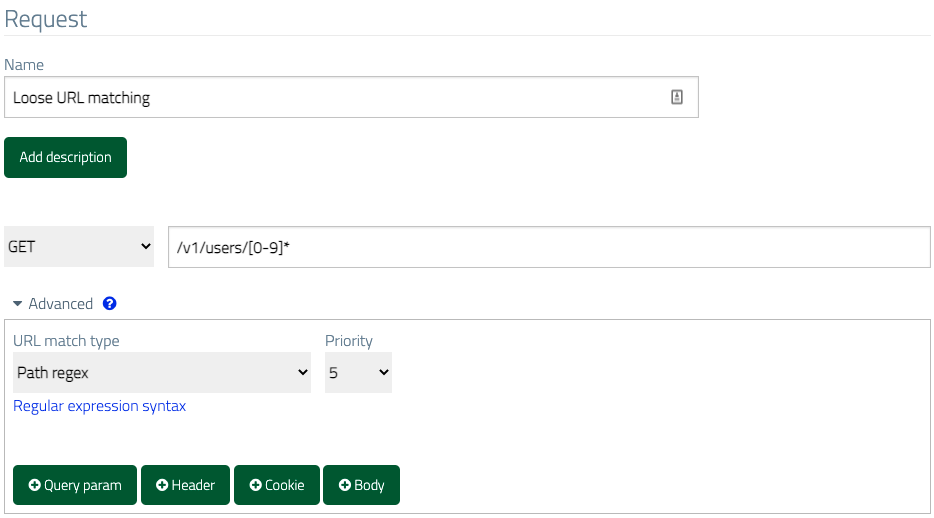 Request
Name
Loose URL matching
Add description
GET /v1/users/[0-9]*
Advanced ?
URL match type Priority
Path regex 5
Regular expression syntax
Query param Header Cookie Body